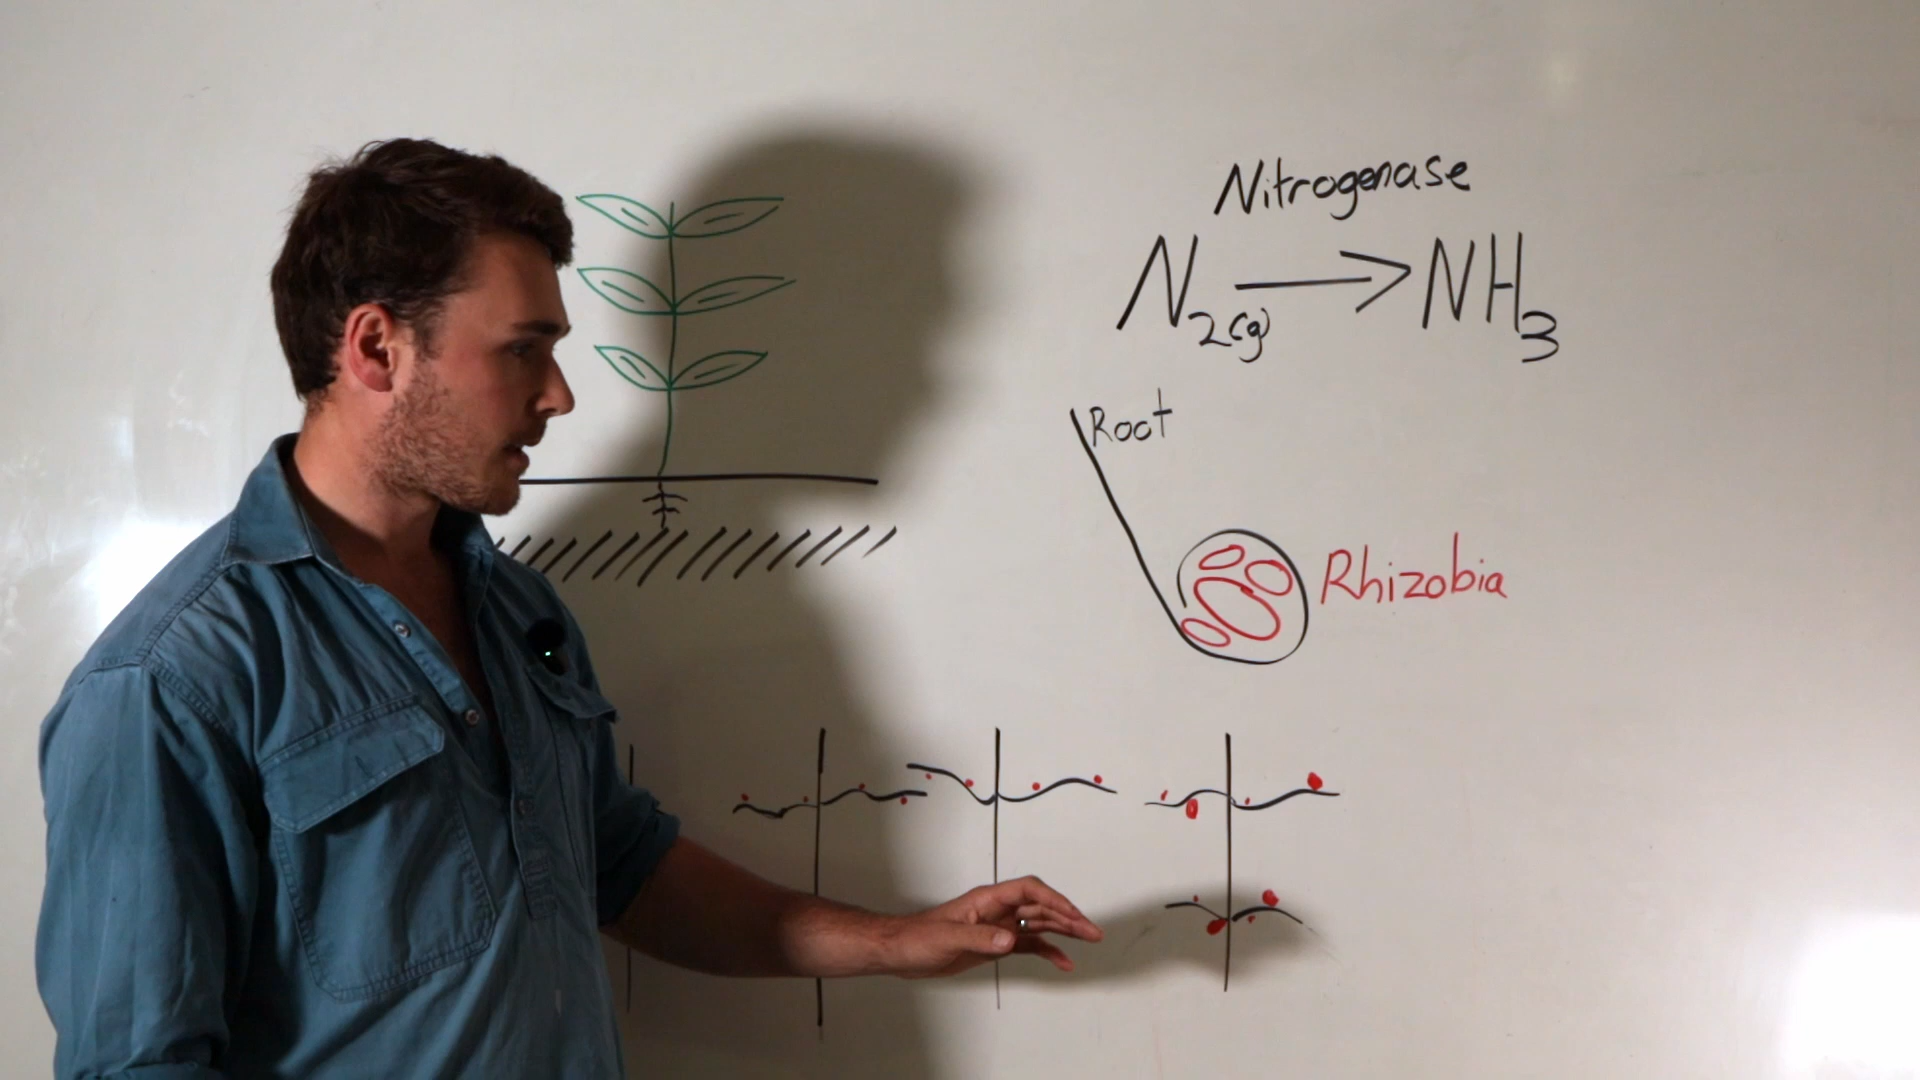 Nitrogenase
N2(g) → NH3
Root
Rhizobia